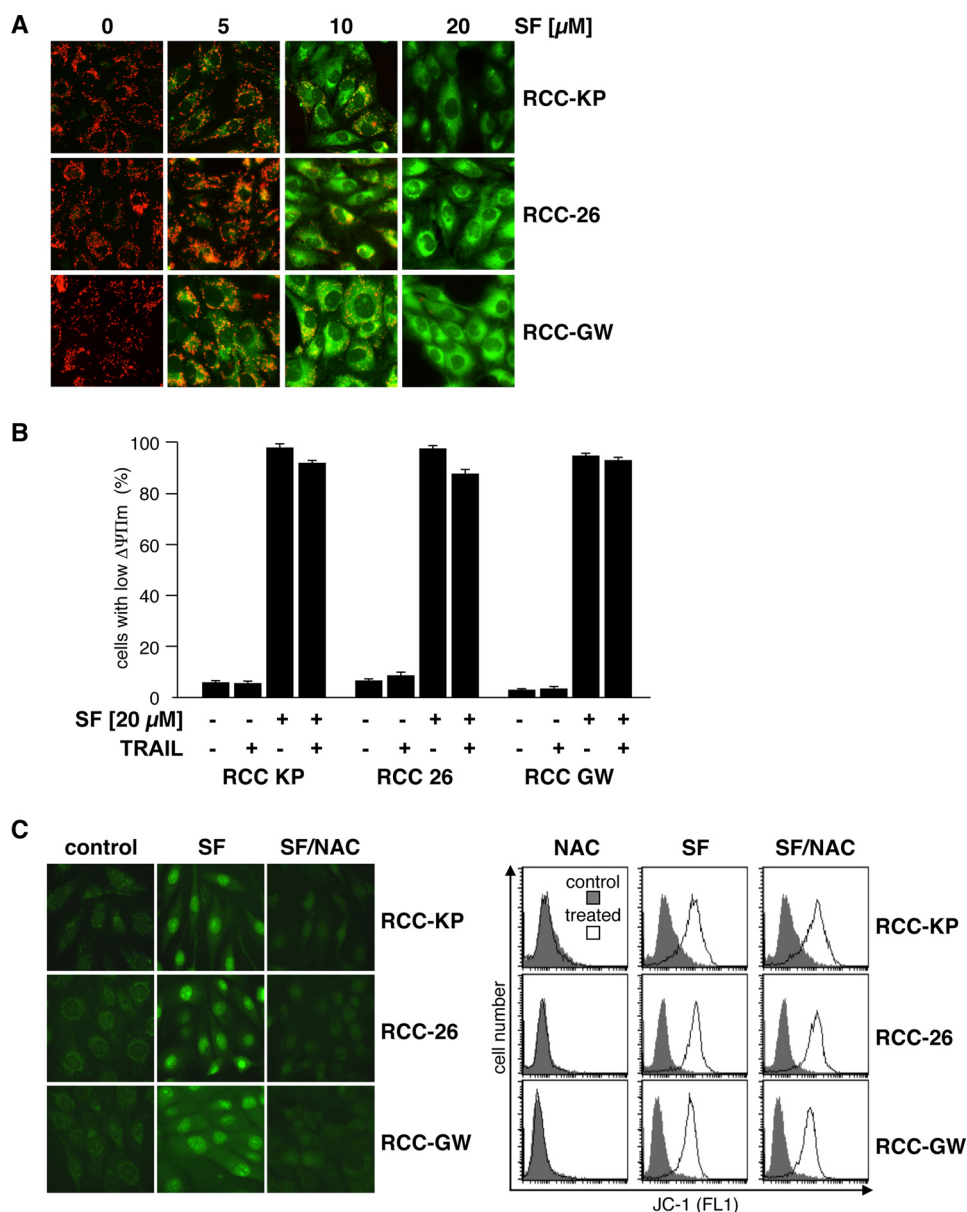 A
0 5 10 20 SF [µM]
RCC-KP
RCC-26
RCC-GW
B
cells with low ΔΨΠm (%)
100
80
60
40
20
0
SF [20 µM] - - + + - - + + - - + +
TRAIL - + - + - + - + - + - +
RCC KP RCC 26 RCC GW
C
control SF SF/NAC
RCC-KP
RCC-26
RCC-GW
NAC SF SF/NAC
control
treated
RCC-KP
RCC-26
RCC-GW
cell number
JC-1 (FL1)